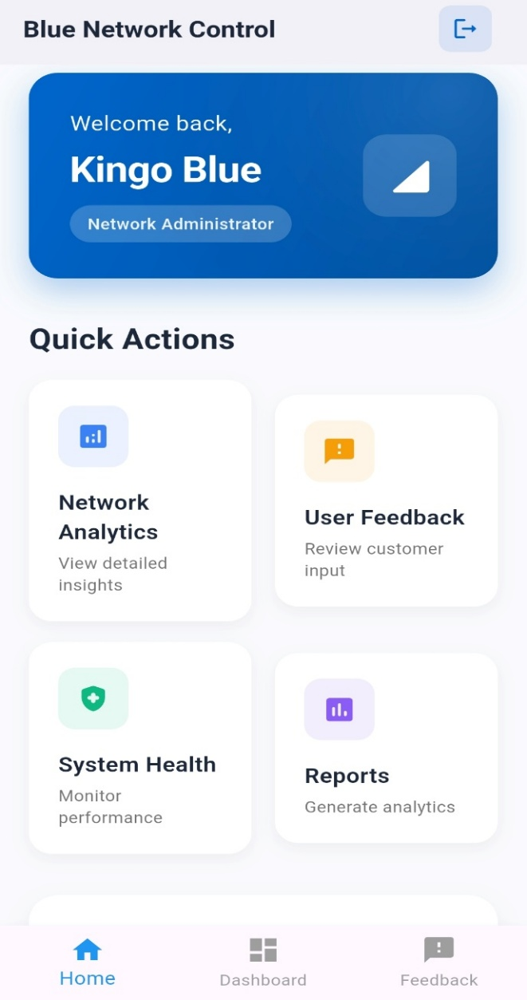 Blue Network Control
Welcome back,
Kingo Blue
Network Administrator
Quick Actions
Network
Analytics
View detailed
insights
User Feedback
Review customer
input
System Health
Monitor
performance
Reports
Generate analytics
Home
Dashboard
Feedback